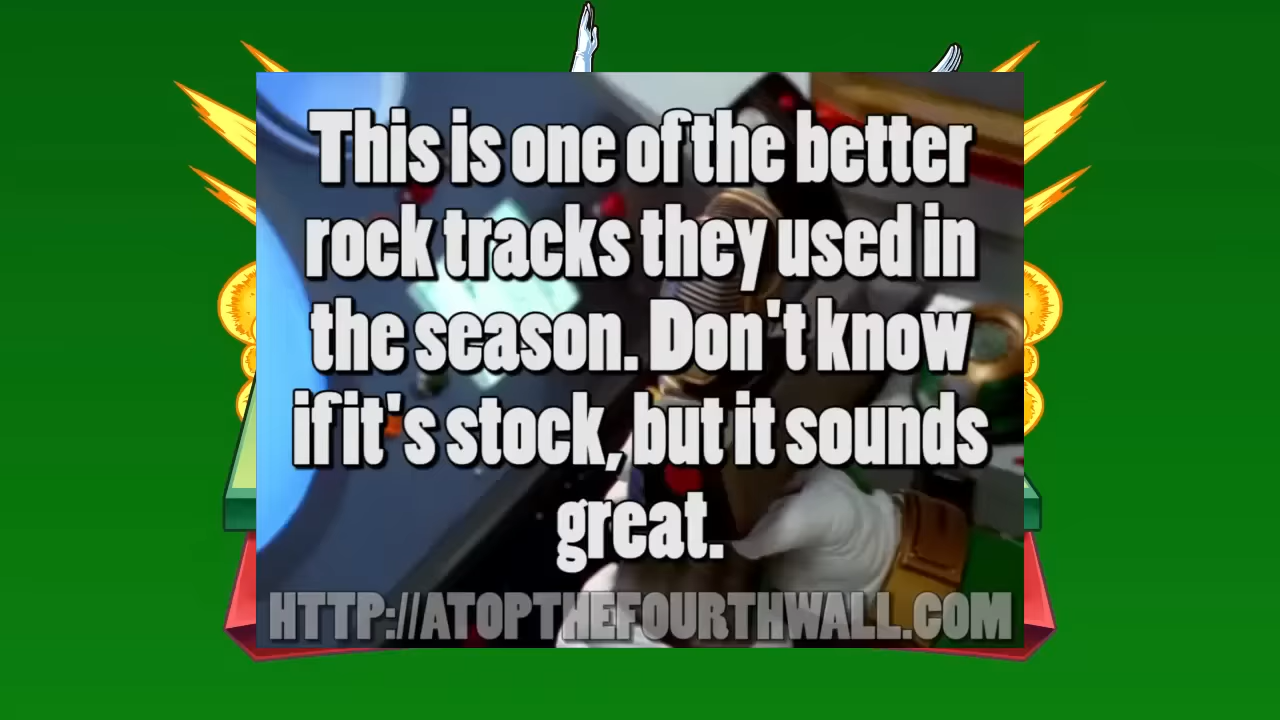 This is one of the better
rock tracks they used in
the season. Don't know
if it's stock, but it sounds
great.
HTTP://ATOPTHEFOURTHWALL.COM